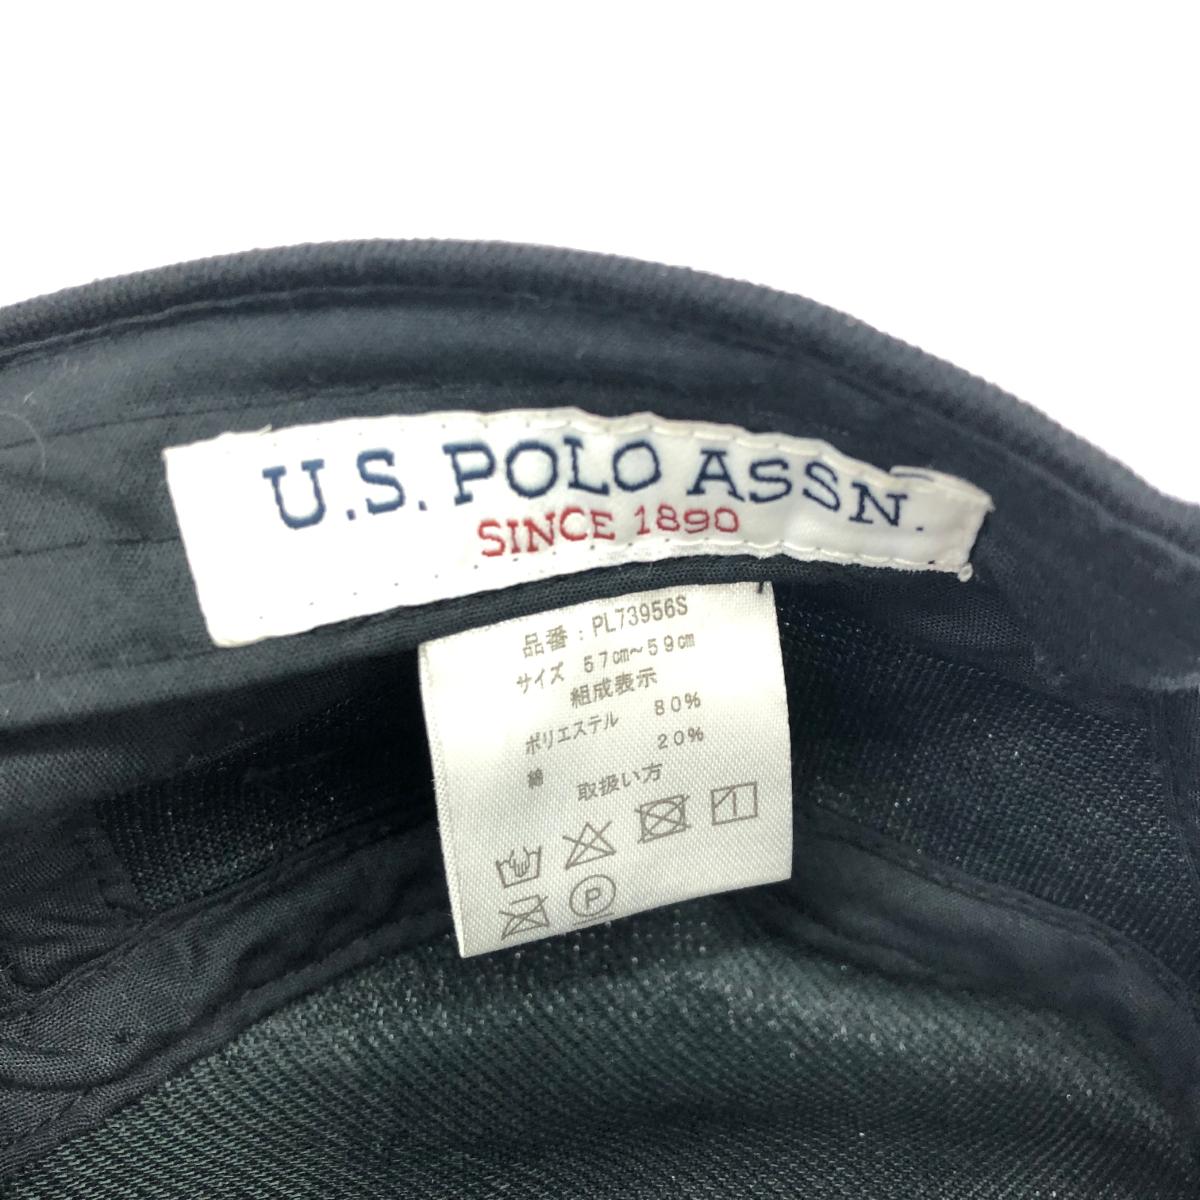 U.S. POLO ASSN.
SINCE 1890
品番：PL73956S
サイズ 57cm~59cm
組成表示
ポリエステル 80%
綿 20%
取扱い方
P